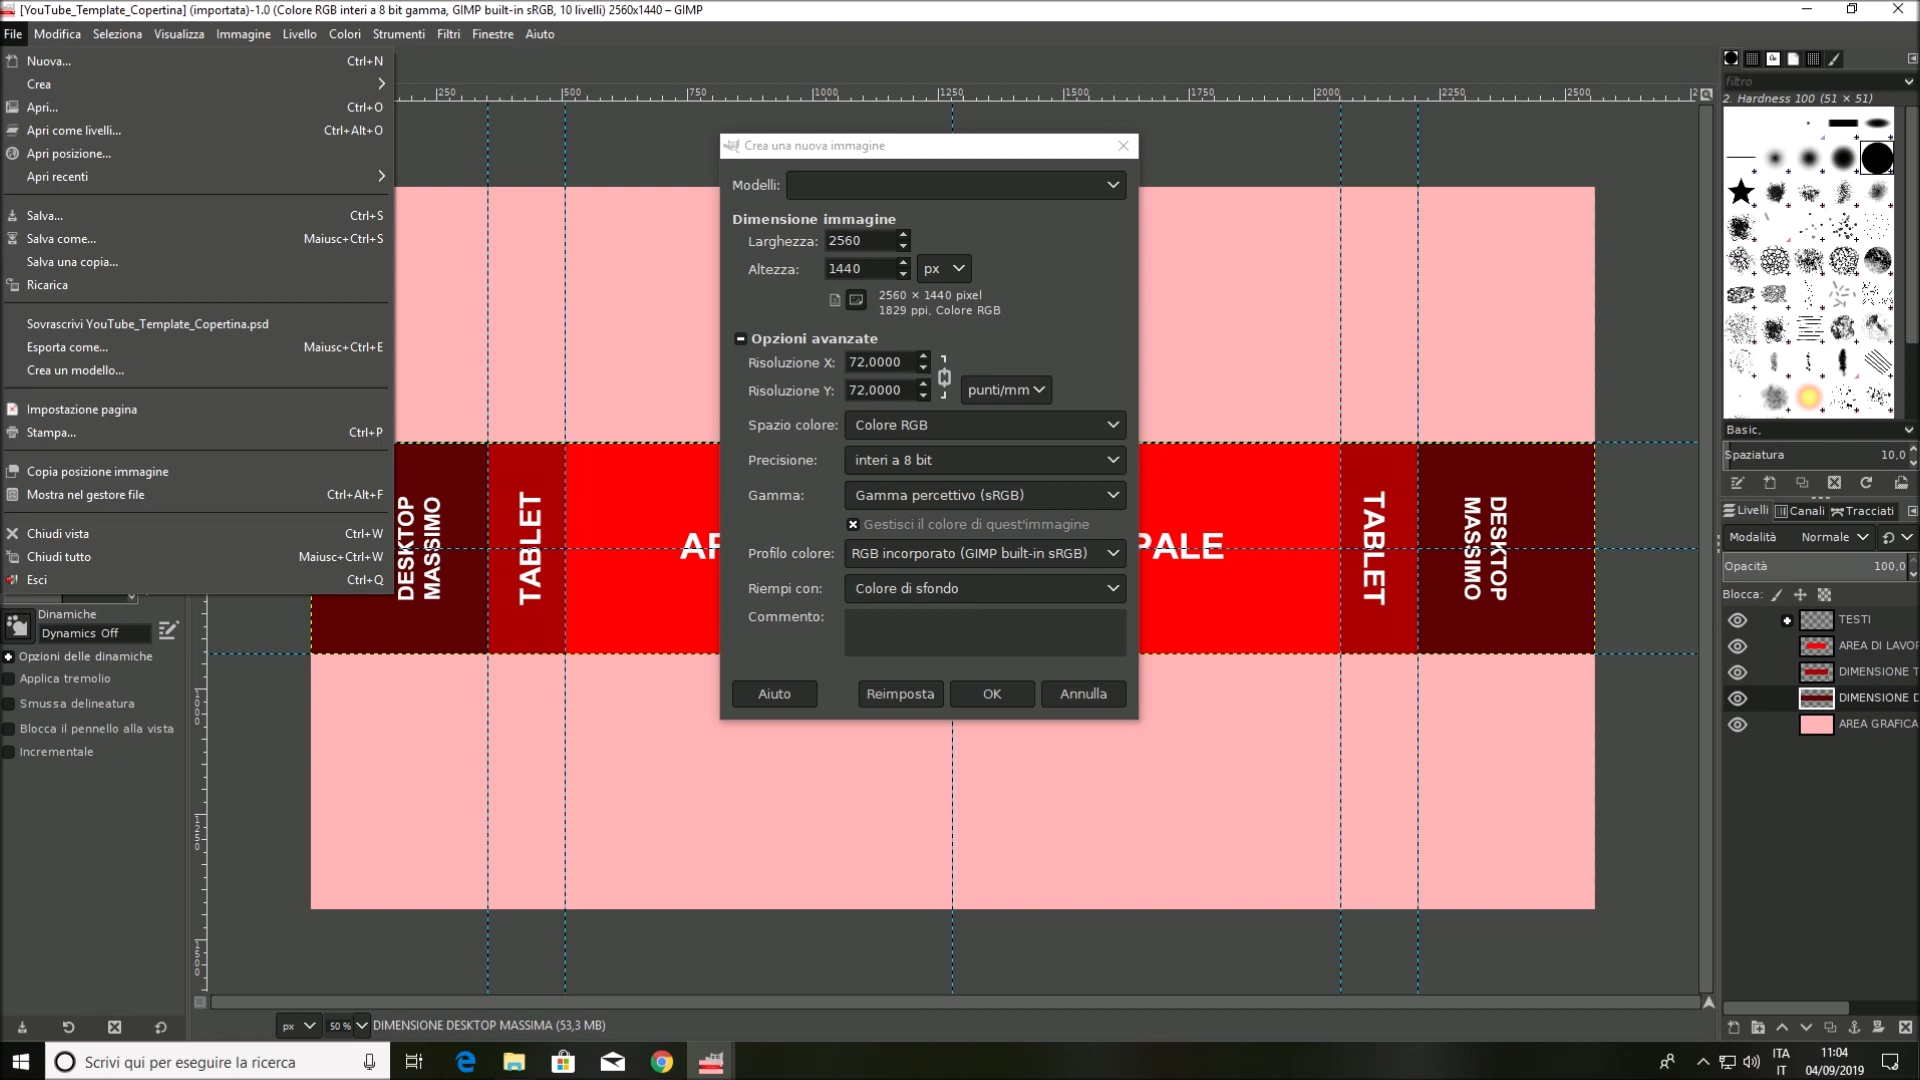 [YouTube_Template_Copertina] (importata)-1.0 (Colore RGB interi a 8 bit gamma, GIMP built-in sRGB, 10 livelli) 2560x1440 – GIMP
File Modifica Seleziona Visualizza Immagine Livello Colori Strumenti Filtri Finestre Aiuto
Nuova... Ctrl+N
Crea
Apri... Ctrl+O
Apri come livelli... Ctrl+Alt+O
Apri posizione...
Apri recenti
Salva... Ctrl+S
Salva come... Maiusc+Ctrl+S
Salva una copia...
Ricarica
Sovrascrivi YouTube_Template_Copertina.psd
Esporta come... Maiusc+Ctrl+E
Crea un modello...
Impostazione pagina
Stampa... Ctrl+P
Copia posizione immagine
Mostra nel gestore file Ctrl+Alt+F
Chiudi vista Ctrl+W
Chiudi tutto Maiusc+Ctrl+W
Esci Ctrl+Q
Dinamiche
Dynamics Off
Opzioni delle dinamiche
Applica tremolio
Smussa delineatura
Blocca il pennello alla vista
Incrementale
250 500 750 1000 1250 1500 1750 2000 2250 2500
1000
1250
1500
DESKTOP
MASSIMO
TABLET
PALE
TABLET
DESKTOP
MASSIMO
Crea una nuova immagine
Modelli:
Dimensione immagine
Larghezza: 2560
Altezza: 1440 px
2560 × 1440 pixel
1829 ppi, Colore RGB
Opzioni avanzate
Risoluzione X: 72,0000
Risoluzione Y: 72,0000 punti/mm
Spazio colore: Colore RGB
Precisione: interi a 8 bit
Gamma: Gamma percettivo (sRGB)
Gestisci il colore di quest'immagine
Profilo colore: RGB incorporato (GIMP built-in sRGB)
Riempi con: Colore di sfondo
Commento:
Aiuto Reimposta OK Annulla
filtro
2. Hardness 100 (51 × 51)
Basic,
Spaziatura 10,0
Livelli Canali Tracciati
Modalità Normale
Opacità 100,0
Blocca:
TESTI
AREA DI LAVOR
DIMENSIONE T
DIMENSIONE D
AREA GRAFICA
px 50 % DIMENSIONE DESKTOP MASSIMA (53,3 MB)
Scrivi qui per eseguire la ricerca
ITA
IT
11:04
04/09/2019